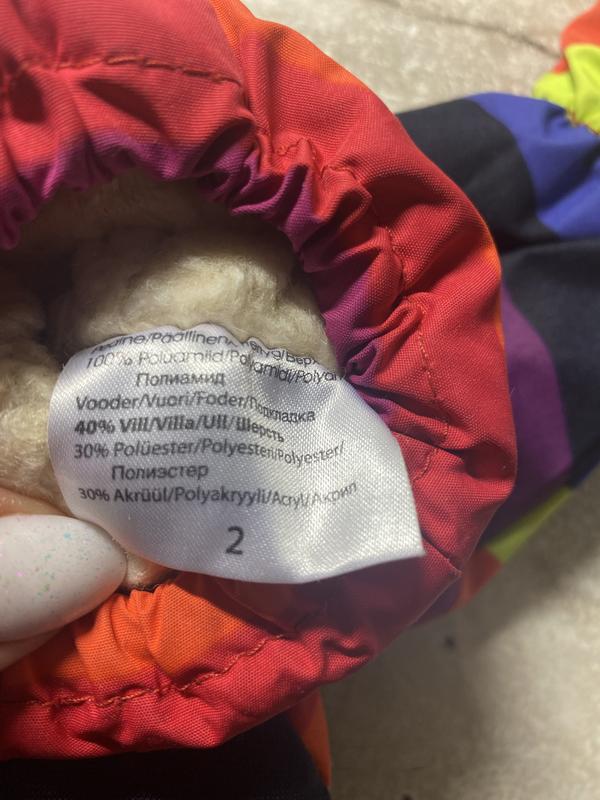 100% Polüamiid/Polyamidi/Polyamid/
Полиамид
Vooder/Vuori/Foder/Подкладка
40% Vill/Villa/Ull/Шерсть
30% Polüester/Polyesteri/Polyester/
Полиэстер
30% Akrüül/Polyakryyli/Acryl/Акрил
2